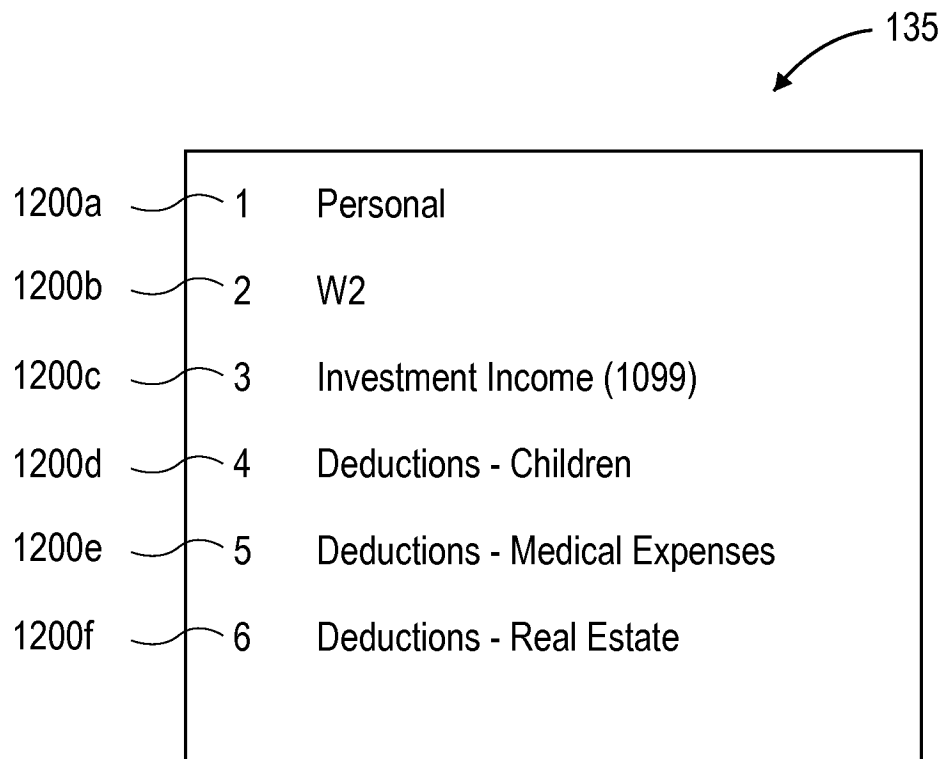 135
1200a 1 Personal
1200b 2 W2
1200c 3 Investment Income (1099)
1200d 4 Deductions - Children
1200e 5 Deductions - Medical Expenses
1200f 6 Deductions - Real Estate